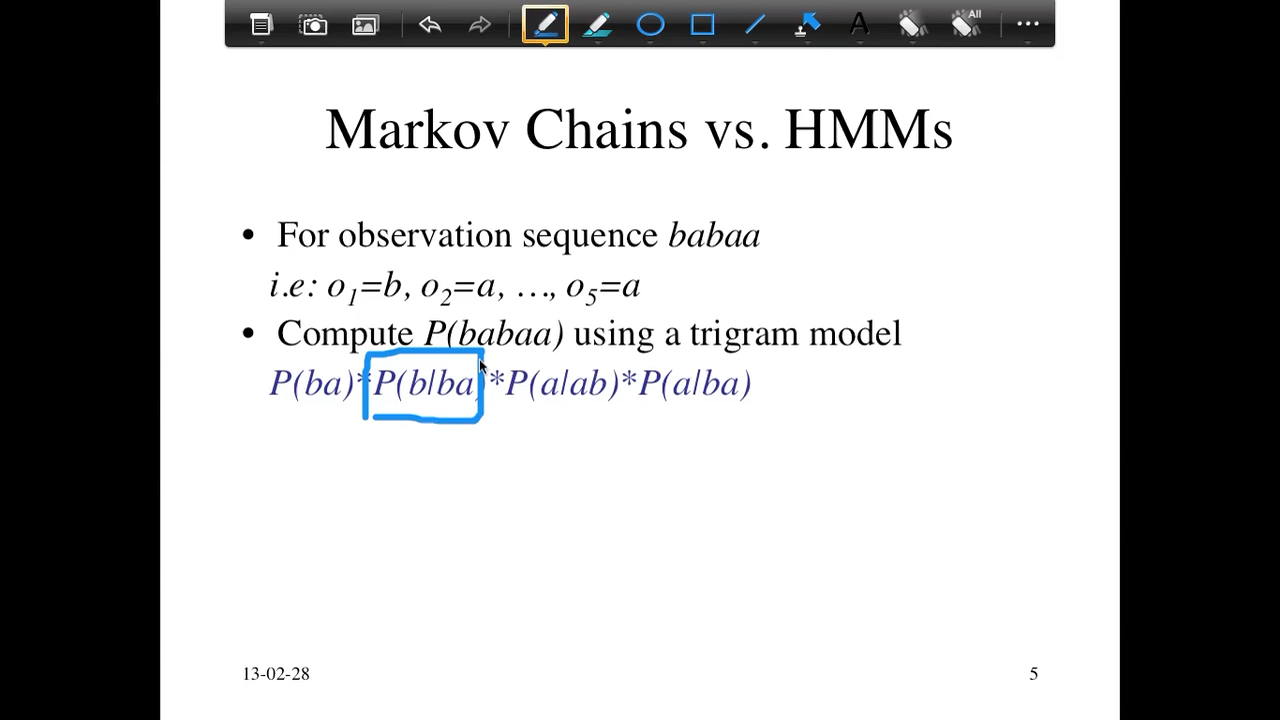 A
All
Markov Chains vs. HMMs
• For observation sequence babaa
i.e: o₁=b, o₂=a, …, o₅=a
• Compute P(babaa) using a trigram model
P(ba)*P(b|ba)*P(a|ab)*P(a|ba)
13-02-28
5